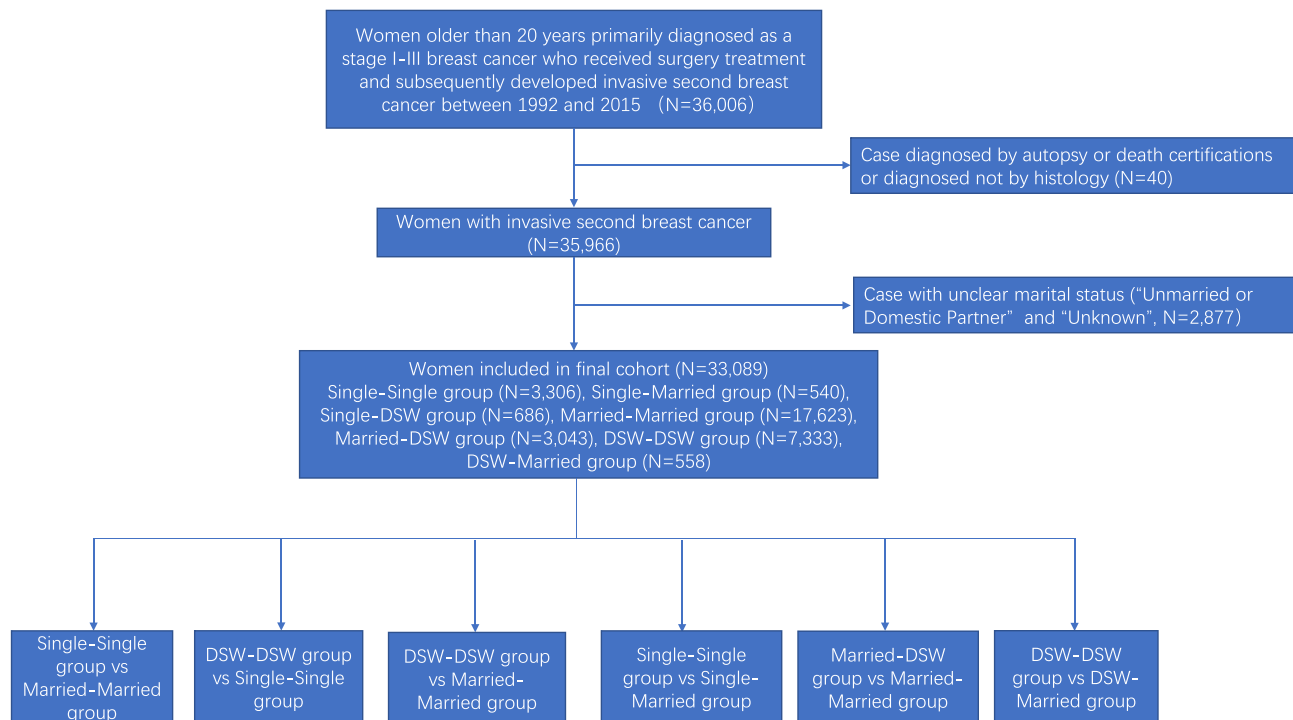 Women older than 20 years primarily diagnosed as a
stage I-III breast cancer who received surgery treatment
and subsequently developed invasive second breast
cancer between 1992 and 2015 （N=36,006)
Case diagnosed by autopsy or death certifications
or diagnosed not by histology (N=40)
Women with invasive second breast cancer
(N=35,966)
Case with unclear marital status (“Unmarried or
Domestic Partner” and “Unknown”, N=2,877)
Women included in final cohort (N=33,089)
Single-Single group (N=3,306), Single-Married group (N=540),
Single-DSW group (N=686), Married-Married group (N=17,623),
Married-DSW group (N=3,043), DSW-DSW group (N=7,333),
DSW-Married group (N=558)
Single-Single
group vs
Married-Married
group
DSW-DSW group
vs Single-Single
group
DSW-DSW group
vs Married-
Married group
Single-Single
group vs Single-
Married group
Married-DSW
group vs Married-
Married group
DSW-DSW
group vs DSW-
Married group